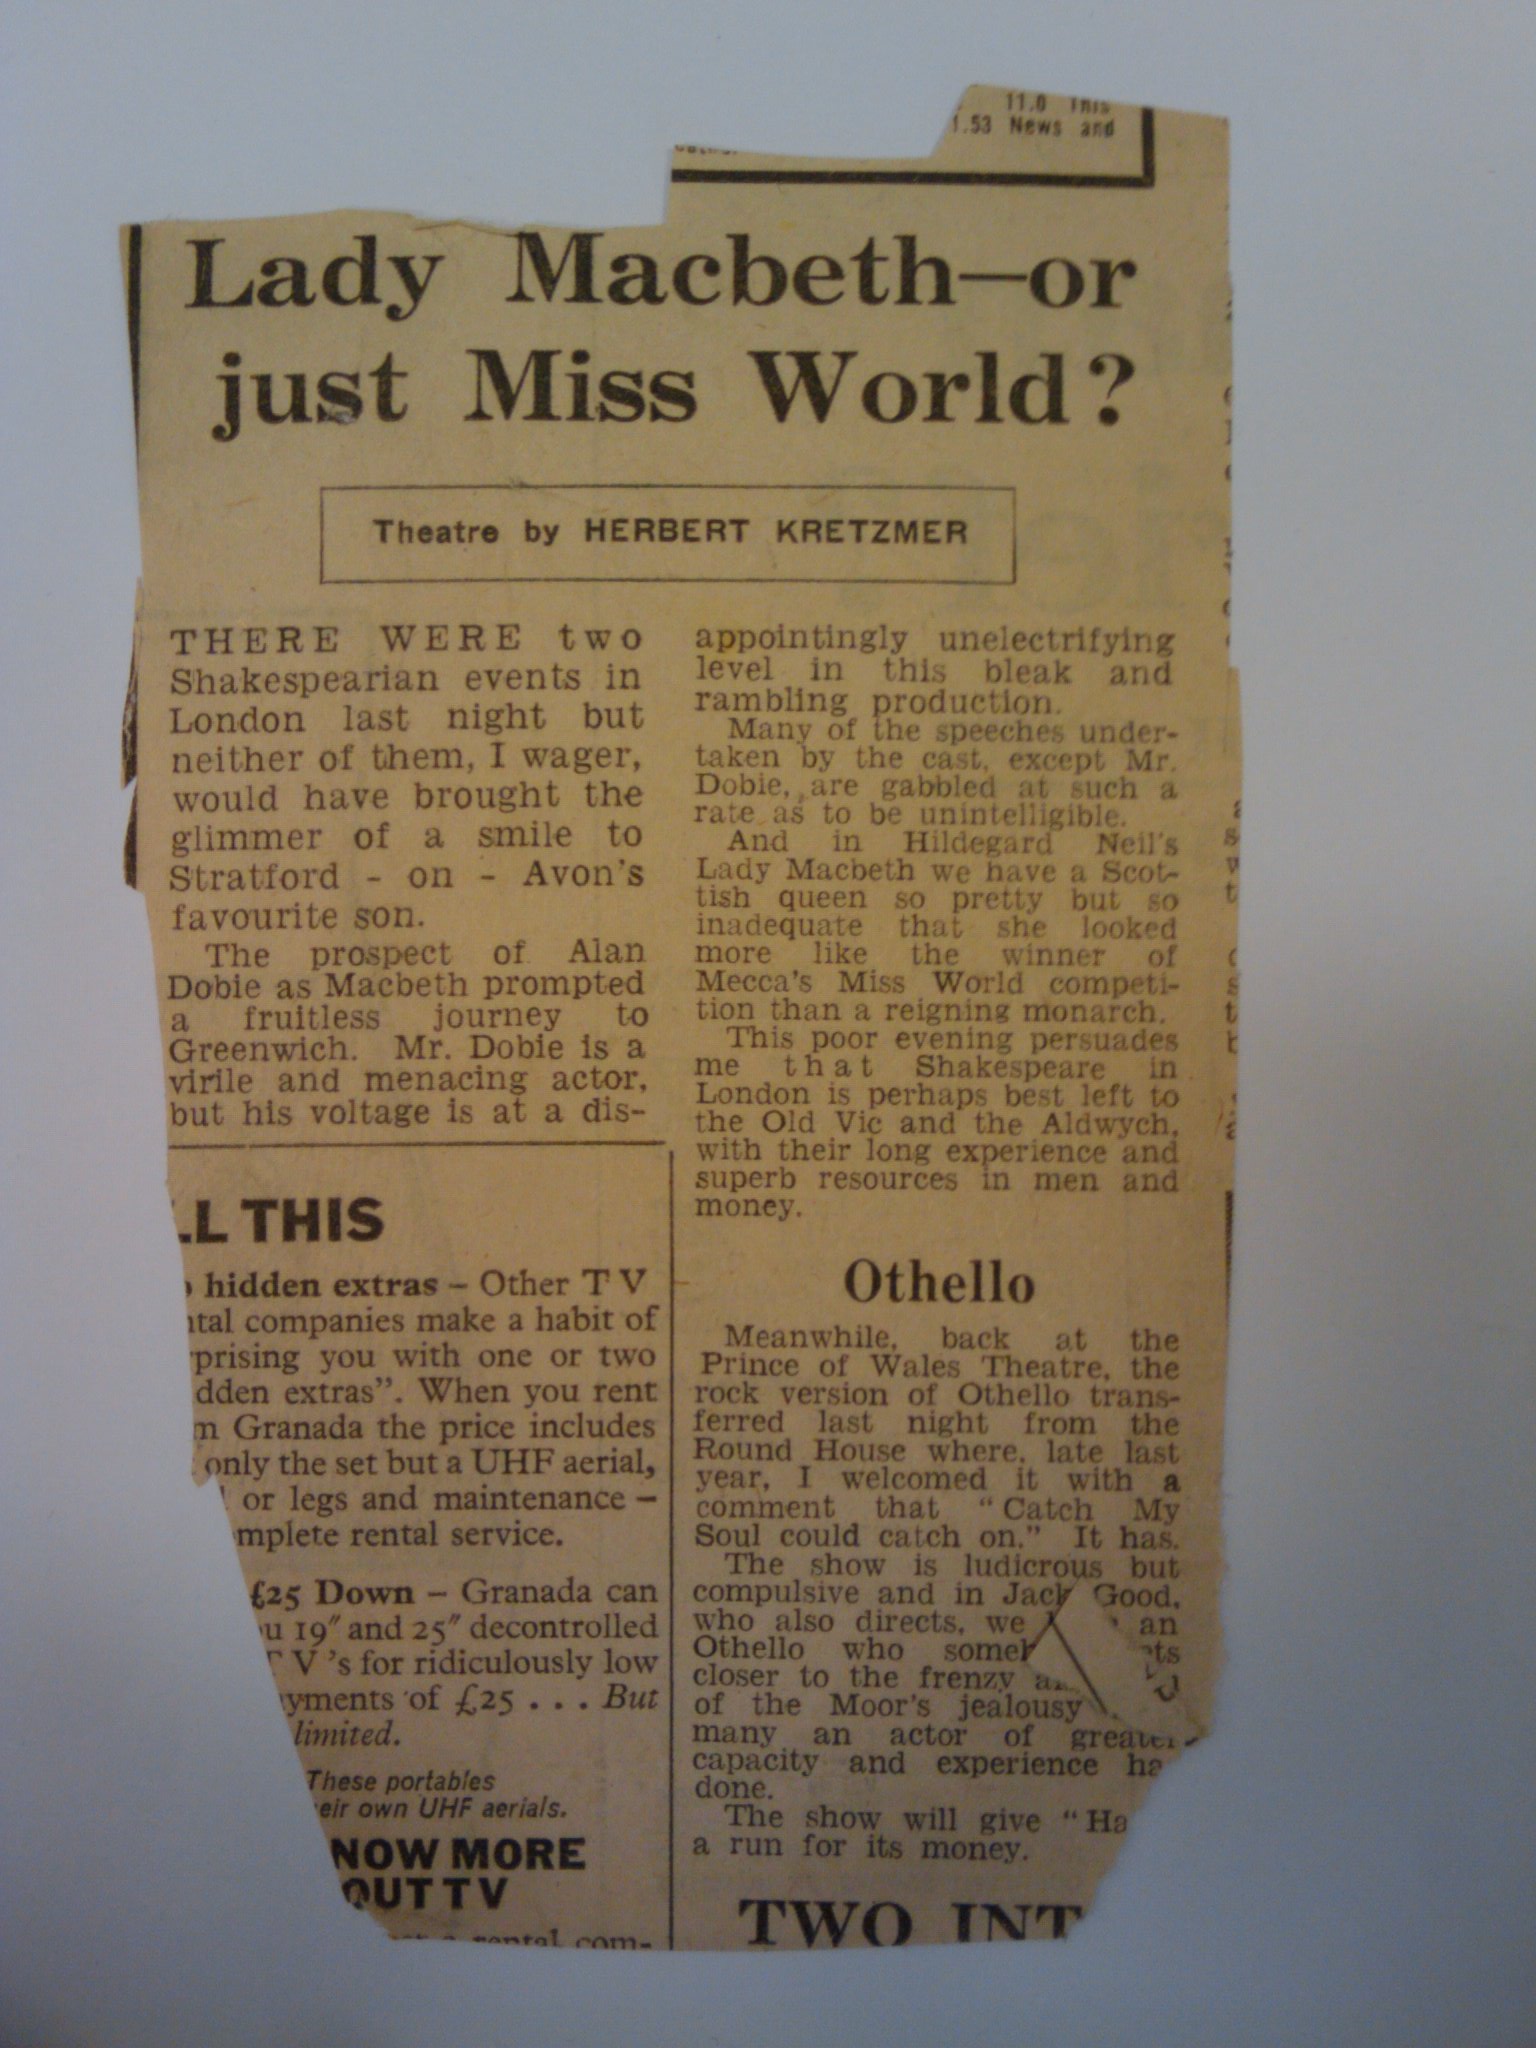 11.0 This
1.53 News and
Lady Macbeth—or
just Miss World?
Theatre by HERBERT KRETZMER
THERE WERE two
Shakespearian events in
London last night but
neither of them, I wager,
would have brought the
glimmer of a smile to
Stratford - on - Avon's
favourite son.
The prospect of Alan
Dobie as Macbeth prompted
a fruitless journey to
Greenwich. Mr. Dobie is a
virile and menacing actor,
but his voltage is at a dis-
appointingly unelectrifying
level in this bleak and
rambling production.
Many of the speeches under-
taken by the cast, except Mr.
Dobie, are gabbled at such a
rate as to be unintelligible.
And in Hildegard Neil's
Lady Macbeth we have a Scot-
tish queen so pretty but so
inadequate that she looked
more like the winner of
Mecca's Miss World competi-
tion than a reigning monarch.
This poor evening persuades
me that Shakespeare in
London is perhaps best left to
the Old Vic and the Aldwych,
with their long experience and
superb resources in men and
money.
Othello
Meanwhile, back at the
Prince of Wales Theatre, the
rock version of Othello trans-
ferred last night from the
Round House where, late last
year, I welcomed it with a
comment that "Catch My
Soul could catch on." It has.
The show is ludicrous but
compulsive and in Jack Good,
who also directs, we an
Othello who
closer to the frenzy
of the Moor's jealousy
many an actor of greater
capacity and experience ha
done.
The show will give "Ha
a run for its money.
TWO INT
LL THIS
hidden extras – Other TV
ntal companies make a habit of
prising you with one or two
dden extras". When you rent
m Granada the price includes
only the set but a UHF aerial,
or legs and maintenance –
mplete rental service.
£25 Down – Granada can
u 19" and 25" decontrolled
TV's for ridiculously low
yments of £25 . . . But
limited.
These portables
eir own UHF aerials.
NOW MORE
OUT TV
a rental com-